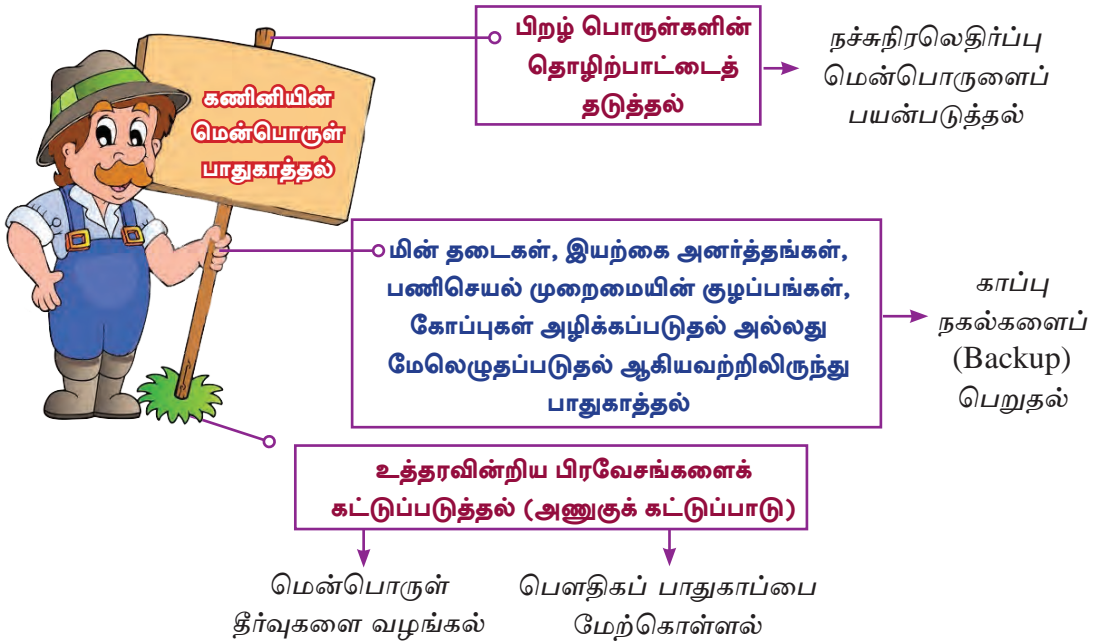 கணினியின்
மென்பொருள்
பாதுகாத்தல்
பிறழ் பொருள்களின்
தொழிற்பாட்டைத்
தடுத்தல்
நச்சுநிரலெதிர்ப்பு
மென்பொருளைப்
பயன்படுத்தல்
மின் தடைகள், இயற்கை அனர்த்தங்கள்,
பணிசெயல் முறைமையின் குழப்பங்கள்,
கோப்புகள் அழிக்கப்படுதல் அல்லது
மேலெழுதப்படுதல் ஆகியவற்றிலிருந்து
பாதுகாத்தல்
காப்பு
நகல்களைப்
(Backup)
பெறுதல்
உத்தரவின்றிய பிரவேசங்களைக்
கட்டுப்படுத்தல் (அணுகுக் கட்டுப்பாடு)
மென்பொருள்
தீர்வுகளை வழங்கல்
பௌதிகப் பாதுகாப்பை
மேற்கொள்ளல்